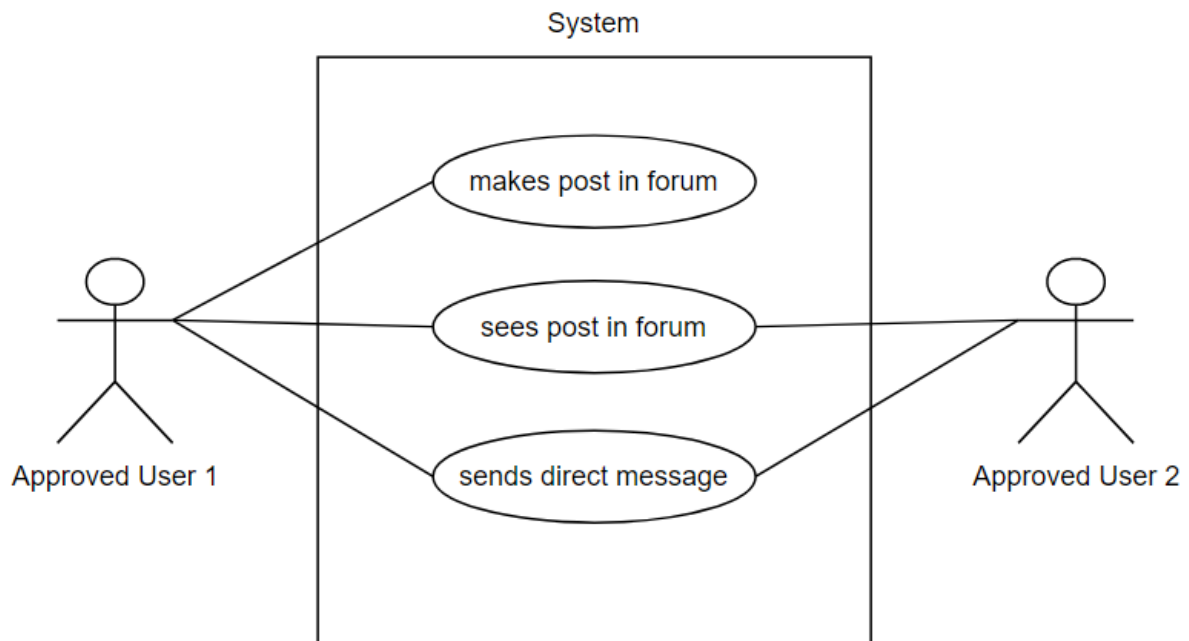 System
makes post in forum
sees post in forum
sends direct message
Approved User 1
Approved User 2